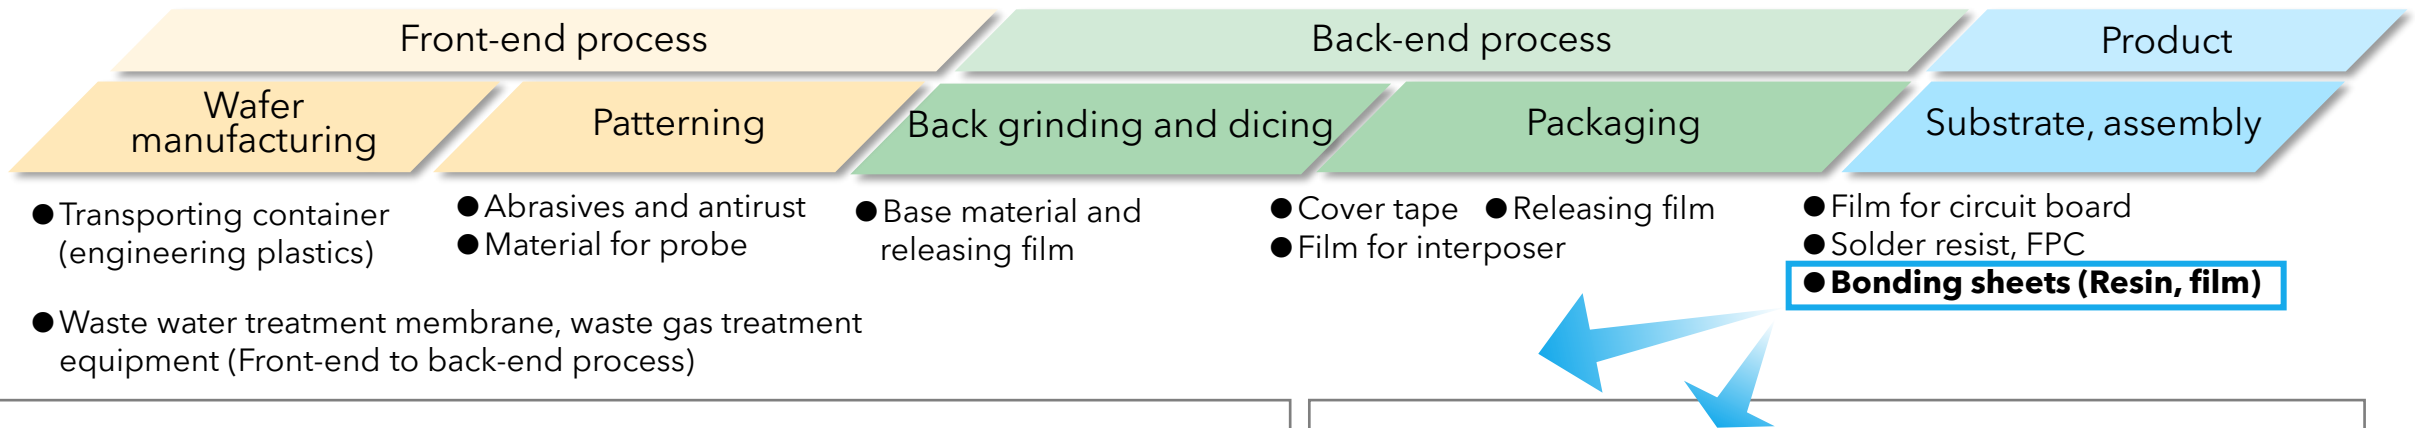 Front-end process
Back-end process
Product
Wafer
manufacturing
Patterning
Back grinding and dicing
Packaging
Substrate, assembly
●Transporting container
(engineering plastics)
●Abrasives and antirust
●Material for probe
●Base material and
releasing film
●Cover tape ●Releasing film
●Film for interposer
●Film for circuit board
●Solder resist, FPC
●Bonding sheets (Resin, film)
●Waste water treatment membrane, waste gas treatment
equipment (Front-end to back-end process)